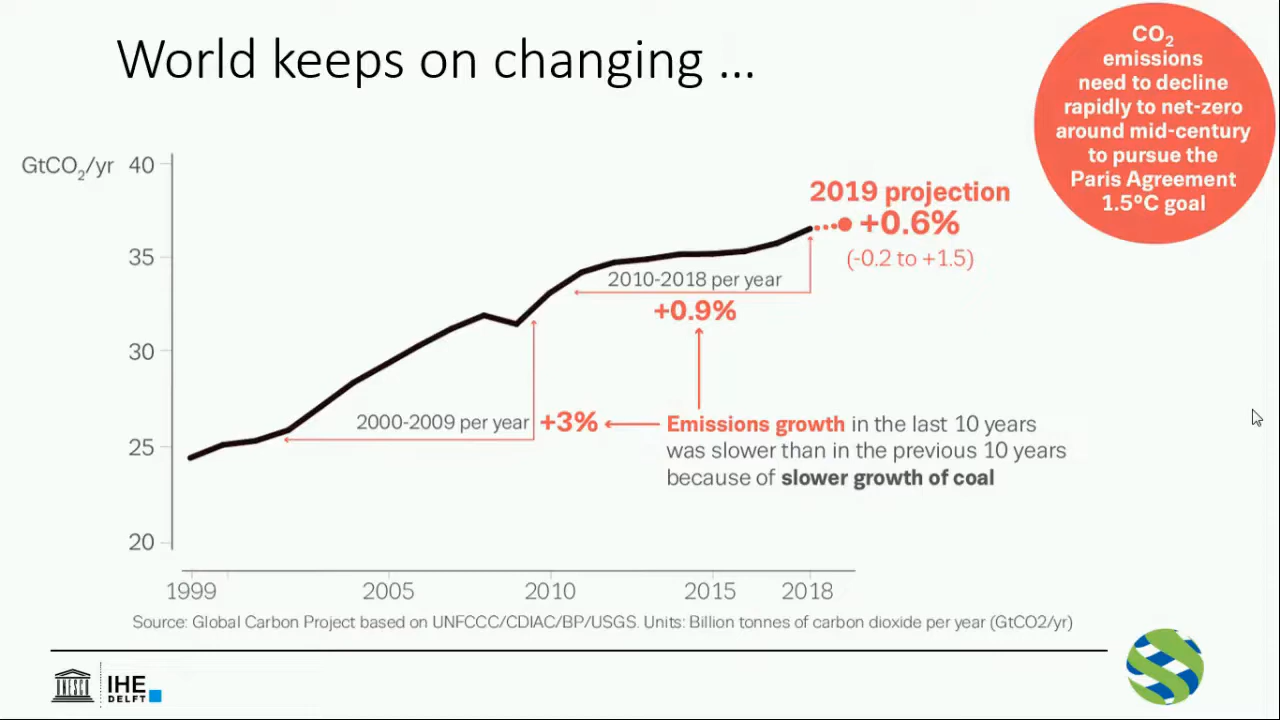 World keeps on changing ...
CO2
emissions
need to decline
rapidly to net-zero
around mid-century
to pursue the
Paris Agreement
1.5°C goal
GtCO2/yr
40
35
30
25
20
2019 projection
+0.6%
(-0.2 to +1.5)
2010-2018 per year
+0.9%
2000-2009 per year
+3%
Emissions growth in the last 10 years
was slower than in the previous 10 years
because of slower growth of coal
1999
2005
2010
2015
2018
Source: Global Carbon Project based on UNFCCC/CDIAC/BP/USGS. Units: Billion tonnes of carbon dioxide per year (GtCO2/yr)
UNESCO
IHE
DELFT